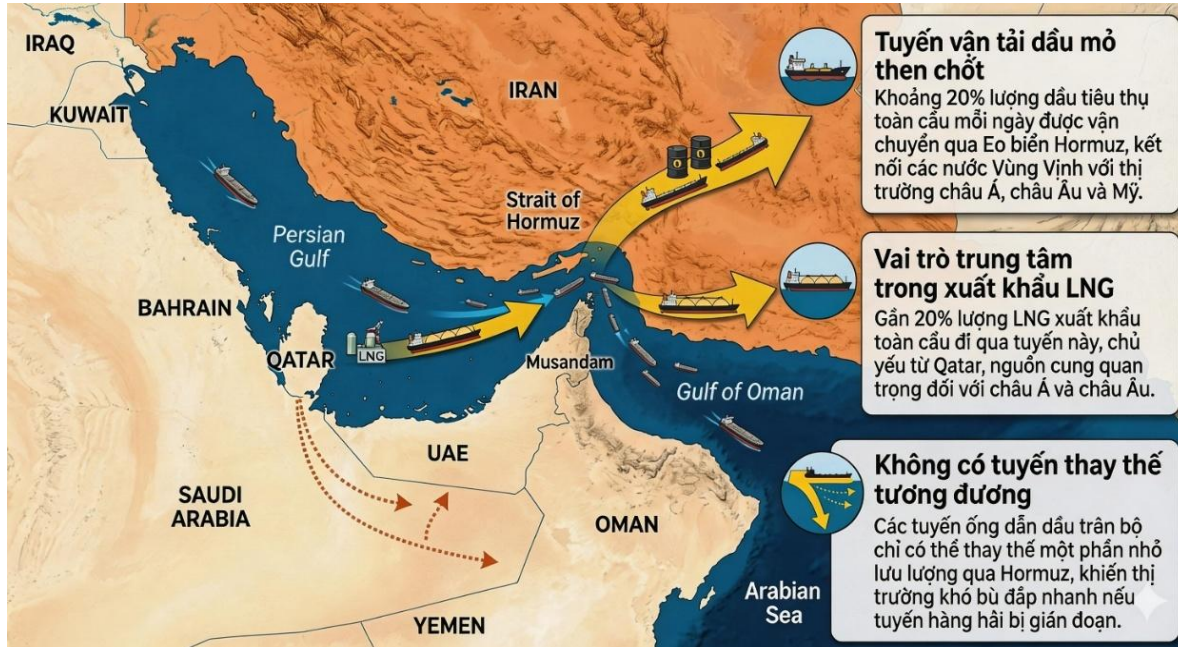 IRAQ
KUWAIT
IRAN
Strait of
Hormuz
Persian
Gulf
BAHRAIN
QATAR
LNG
Musandam
Gulf of Oman
UAE
SAUDI
ARABIA
OMAN
YEMEN
Arabian
Sea
Tuyến vận tải dầu mỏ
then chốt
Khoảng 20% lượng dầu tiêu thụ
toàn cầu mỗi ngày được vận
chuyển qua Eo biển Hormuz, kết
nối các nước Vùng Vịnh với thị
trường châu Á, châu Âu và Mỹ.
Vai trò trung tâm
trong xuất khẩu LNG
Gần 20% lượng LNG xuất khẩu
toàn cầu đi qua tuyến này, chủ
yếu từ Qatar, nguồn cung quan
trọng đối với châu Á và châu Âu.
Không có tuyến thay thế
tương đương
Các tuyến ống dẫn dầu trên bộ
chỉ có thể thay thế một phần nhỏ
lưu lượng qua Hormuz, khiến thị
trường khó bù đắp nhanh nếu
tuyến hàng hải bị gián đoạn.